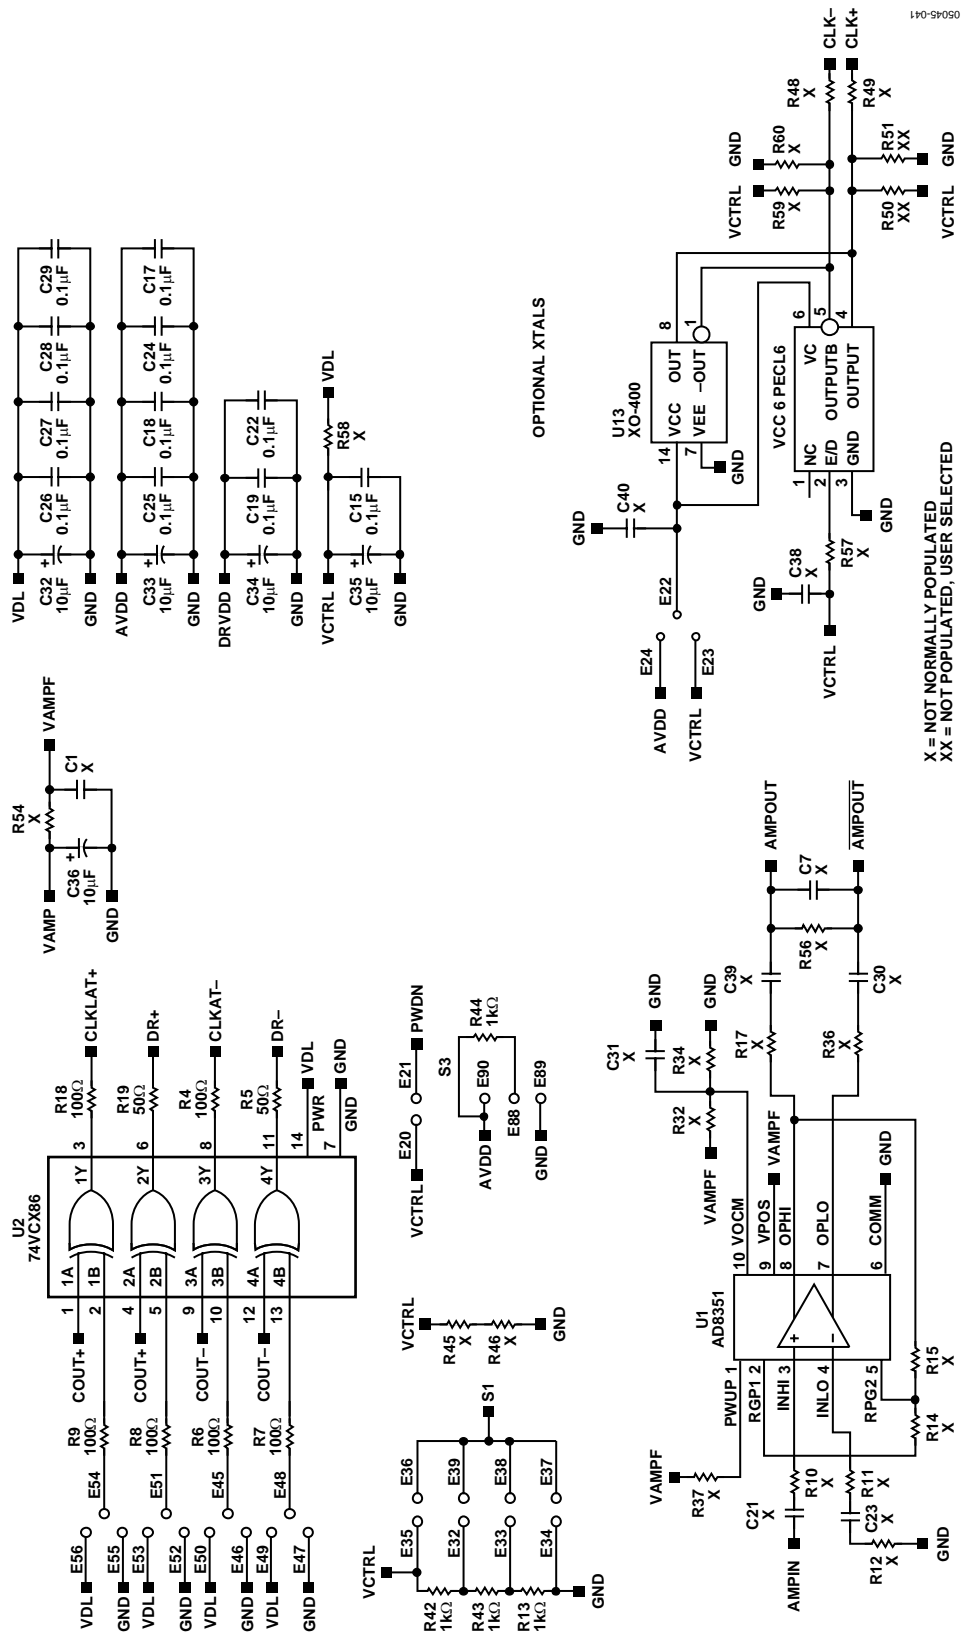 VDL
C32
10µF
+
GND
C26
0.1µF
C27
0.1µF
C28
0.1µF
C29
0.1µF
AVDD
C33
10µF
+
GND
C25
0.1µF
C18
0.1µF
C24
0.1µF
C17
0.1µF
DRVDD
C34
10µF
+
GND
C19
0.1µF
C22
0.1µF
VCTRL
C35
10µF
+
GND
C15
0.1µF
R58
X
VDL
VAMP
R54
X
VAMPF
C36
10µF
+
C1
X
GND
U2
74VCX86
COUT+
1
1A
2
1B
1Y
3
R18
100Ω
CLKLAT+
COUT+
4
2A
5
2B
2Y
6
R19
50Ω
DR+
COUT–
9
3A
10
3B
3Y
8
R4
100Ω
CLKAT–
COUT–
12
4A
13
4B
4Y
11
R5
50Ω
DR–
14
PWR
VDL
7
GND
GND
R9
100Ω
E54
R8
100Ω
E51
R6
100Ω
E45
R7
100Ω
E48
VDL
E56
GND
E55
VDL
E53
GND
E52
VDL
E50
GND
E46
VDL
E49
GND
E47
VCTRL
E35
E36
R42
1kΩ
E32
E39
R43
1kΩ
E33
E38
R13
1kΩ
E34
E37
GND
S1
VCTRL
R45
X
R46
X
GND
VCTRL
E20
E21
PWDN
S3
AVDD
E90
R44
1kΩ
E88
GND
E89
OPTIONAL XTALS
U13
XO-400
14
VCC
OUT
8
7
VEE
–OUT
1
GND
GND
C40
X
E22
AVDD
E24
VCTRL
E23
VCC 6 PECL6
1
NC
VC
6
2
E/D
OUTPUTB
5
3
GND
OUTPUT
4
GND
GND
C38
X
R57
X
VCTRL
VCTRL
R59
X
GND
R60
X
R48
X
CLK–
R49
X
CLK+
R50
XX
VCTRL
R51
XX
GND
X = NOT NORMALLY POPULATED
XX = NOT POPULATED, USER SELECTED
U1
AD8351
VAMPF
R37
X
PWUP 1
RGP1 2
INHI 3
INLO 4
RPG2 5
10 VOCM
9 VPOS
8 OPHI
7 OPLO
6 COMM
+
–
AMPIN
C21
X
R10
X
C23
X
R11
X
R12
X
GND
R14
X
R15
X
VAMPF
R32
X
R34
X
GND
C31
X
GND
VAMPF
GND
R17
X
C39
X
AMPOUT
R36
X
C30
X
AMPOUT
R56
X
C7
X
05045-041